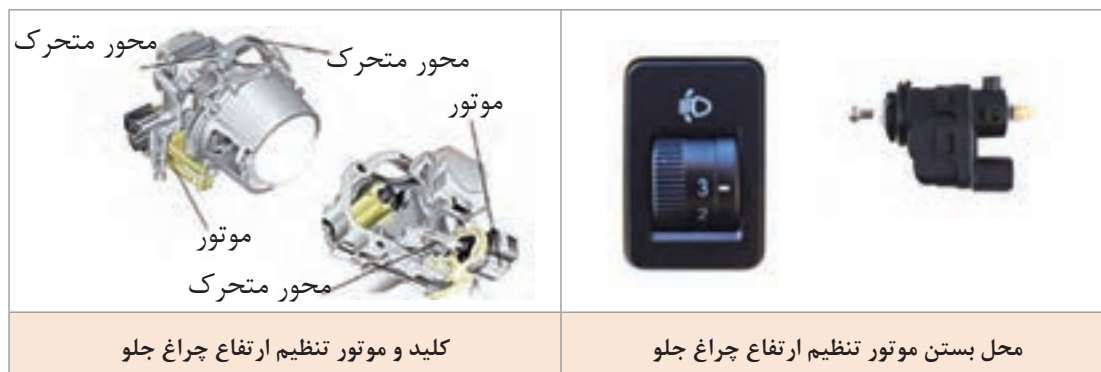 محور متحرک
محور متحرک
موتور
موتور
محور متحرک
3
2
کلید و موتور تنظیم ارتفاع چراغ جلو
محل بستن موتور تنظیم ارتفاع چراغ جلو